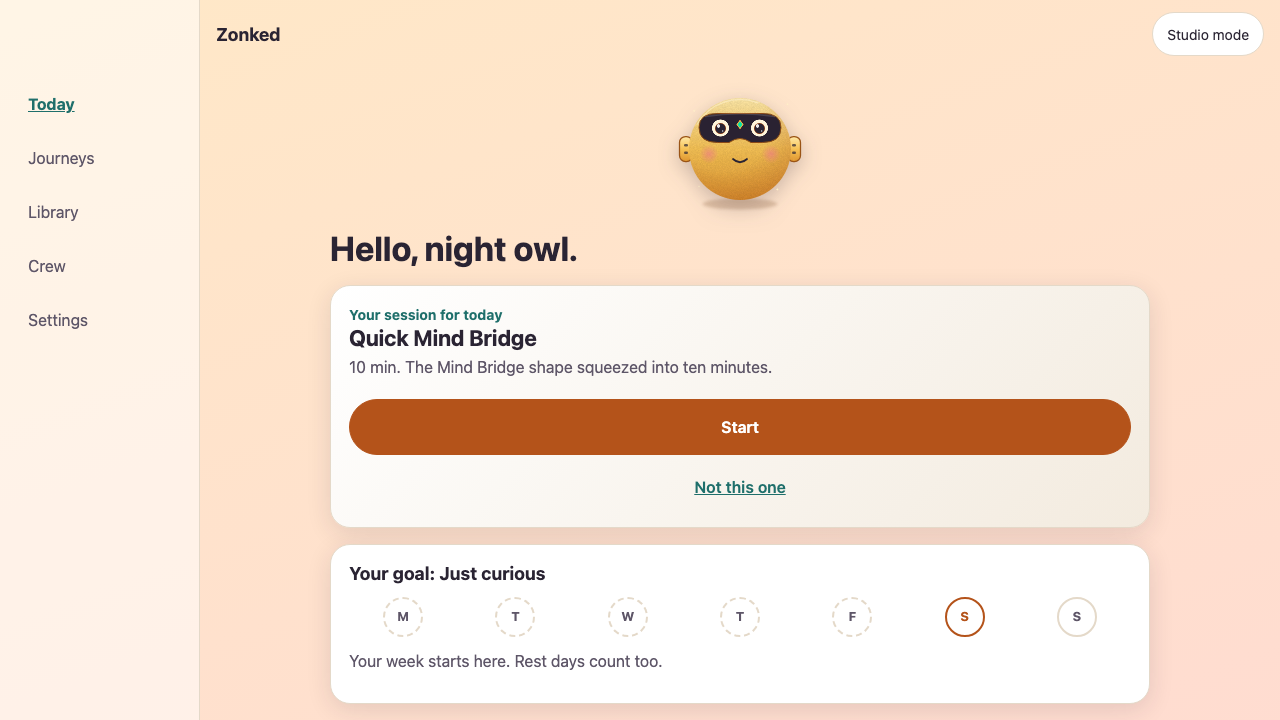 Zonked
Studio mode
Today
Journeys
Library
Crew
Settings
Hello, night owl.
Your session for today
Quick Mind Bridge
10 min. The Mind Bridge shape squeezed into ten minutes.
Start
Not this one
Your goal: Just curious
M T W T F S S
Your week starts here. Rest days count too.